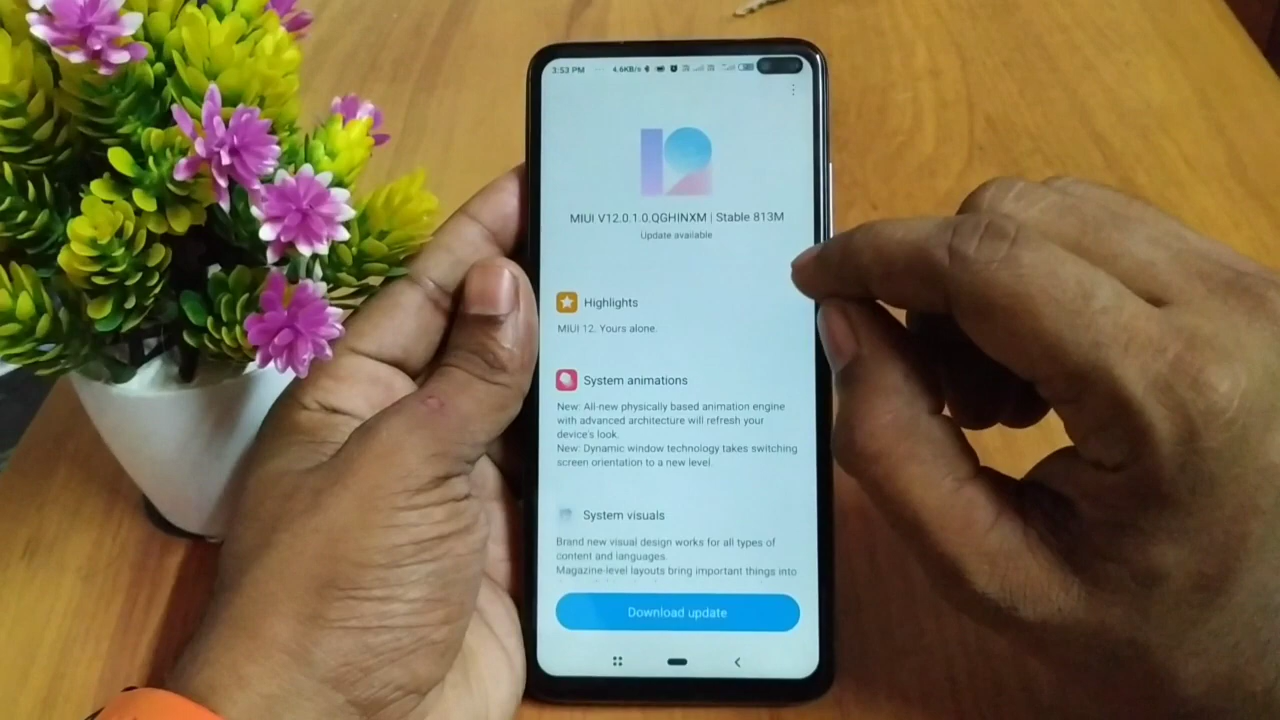 3:53 PM
4.6KB/s
12
MIUI V12.0.1.0.QGHINXM | Stable 813M
Update available
Highlights
MIUI 12. Yours alone.
System animations
New: All-new physically based animation engine
with advanced architecture will refresh your
device's look.
New: Dynamic window technology takes switching
screen orientation to a new level.
System visuals
Brand new visual design works for all types of
content and languages.
Magazine-level layouts bring important things into
Download update